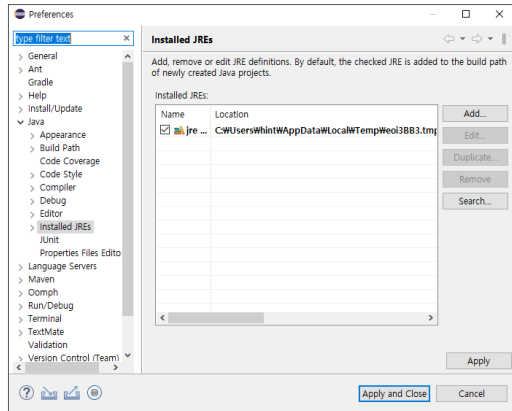 Preferences
type filter text
General
Ant
Gradle
Help
Install/Update
Java
Appearance
Build Path
Code Coverage
Code Style
Compiler
Debug
Editor
Installed JREs
JUnit
Properties Files Edito
Language Servers
Maven
Oomph
Run/Debug
Terminal
TextMate
Validation
Version Control (Team)
Installed JREs
Add, remove or edit JRE definitions. By default, the checked JRE is added to the build path
of newly created Java projects.
Installed JREs:
Name Location
jre ... C:₩Users₩hint₩AppData₩Local₩Temp₩eoi3BB3.tmp
Add...
Edit...
Duplicate...
Remove
Search...
Apply
Apply and Close
Cancel